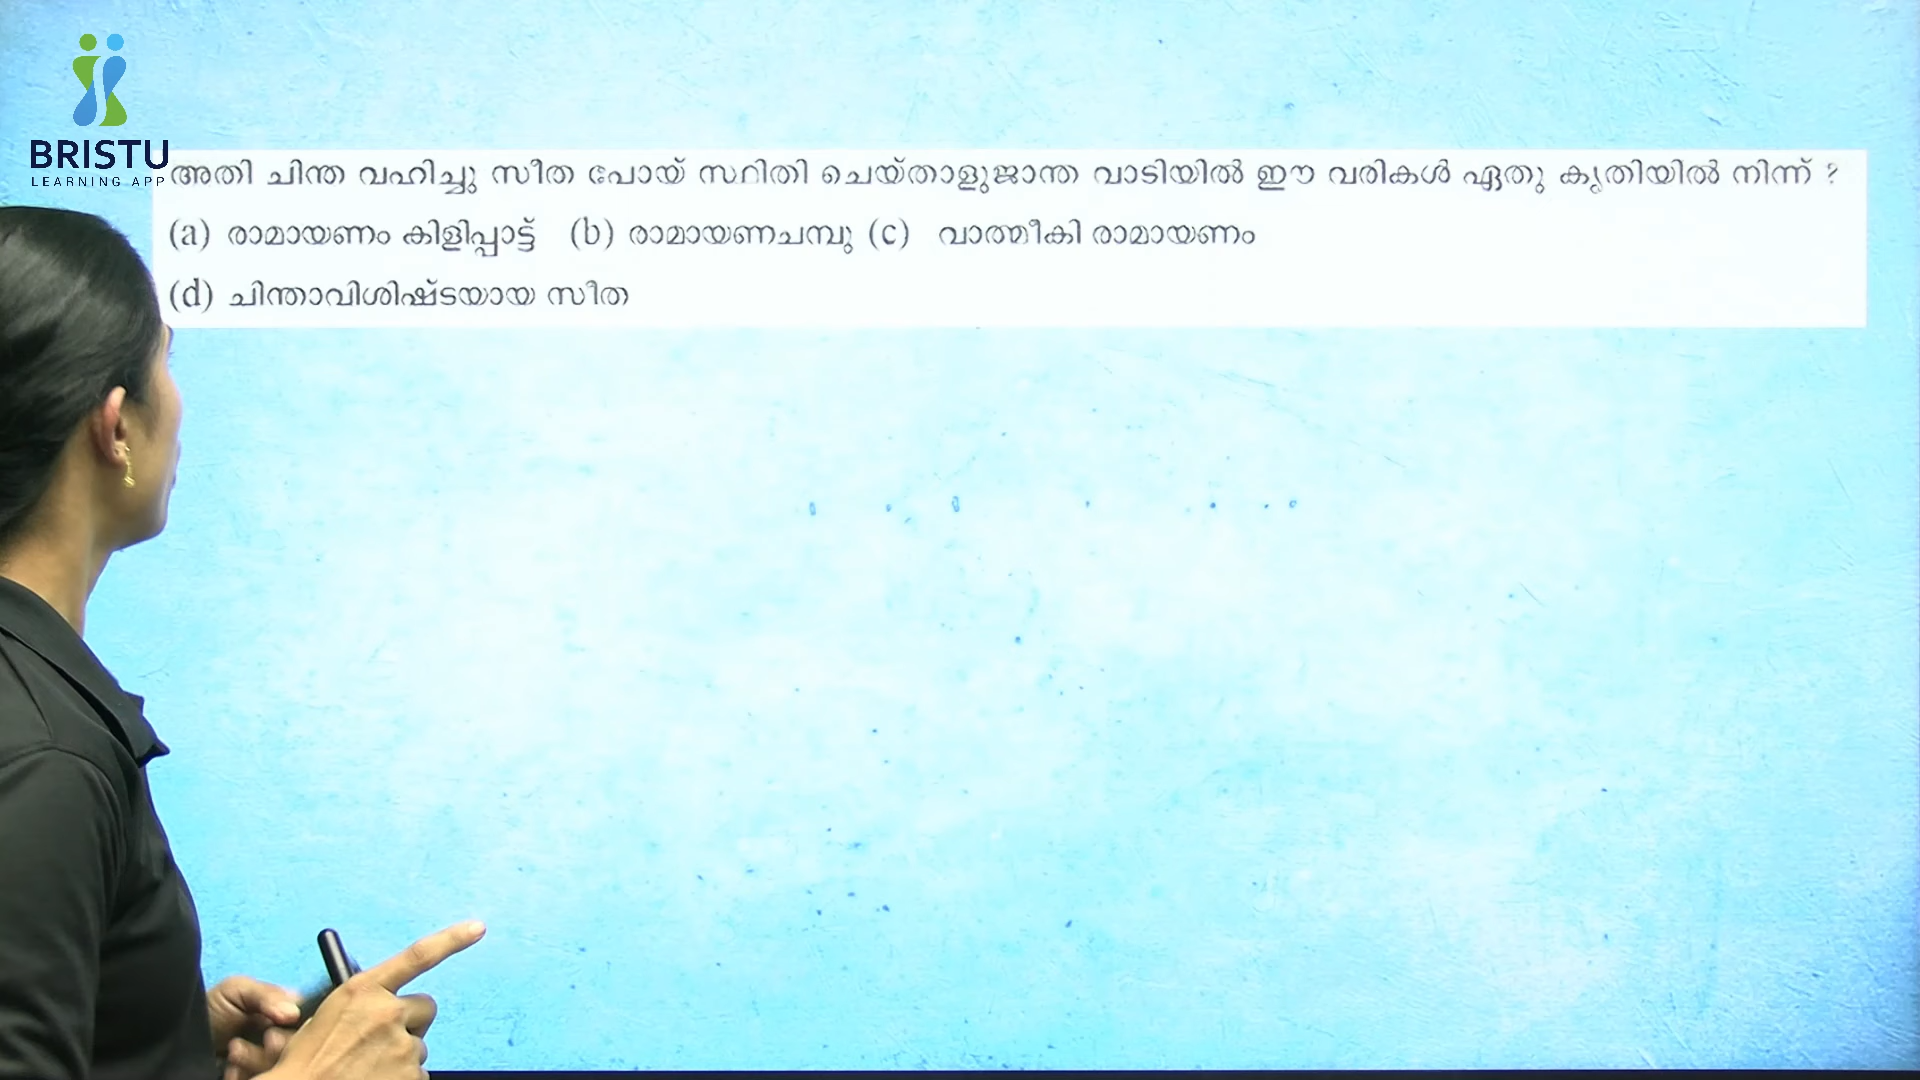 BRISTU
LEARNING APP
അതി ചിന്ത വഹിച്ചു സീത പോയ് സ്ഥിതി ചെയ്താളുജാന്ത വാടിയിൽ ഈ വരികൾ ഏതു കൃതിയിൽ നിന്ന് ?
(a) രാമായണം കിളിപ്പാട്ട് (b) രാമായണചമ്പു (c) വാത്മീകി രാമായണം
(d) ചിന്താവിശിഷ്ടയായ സീത